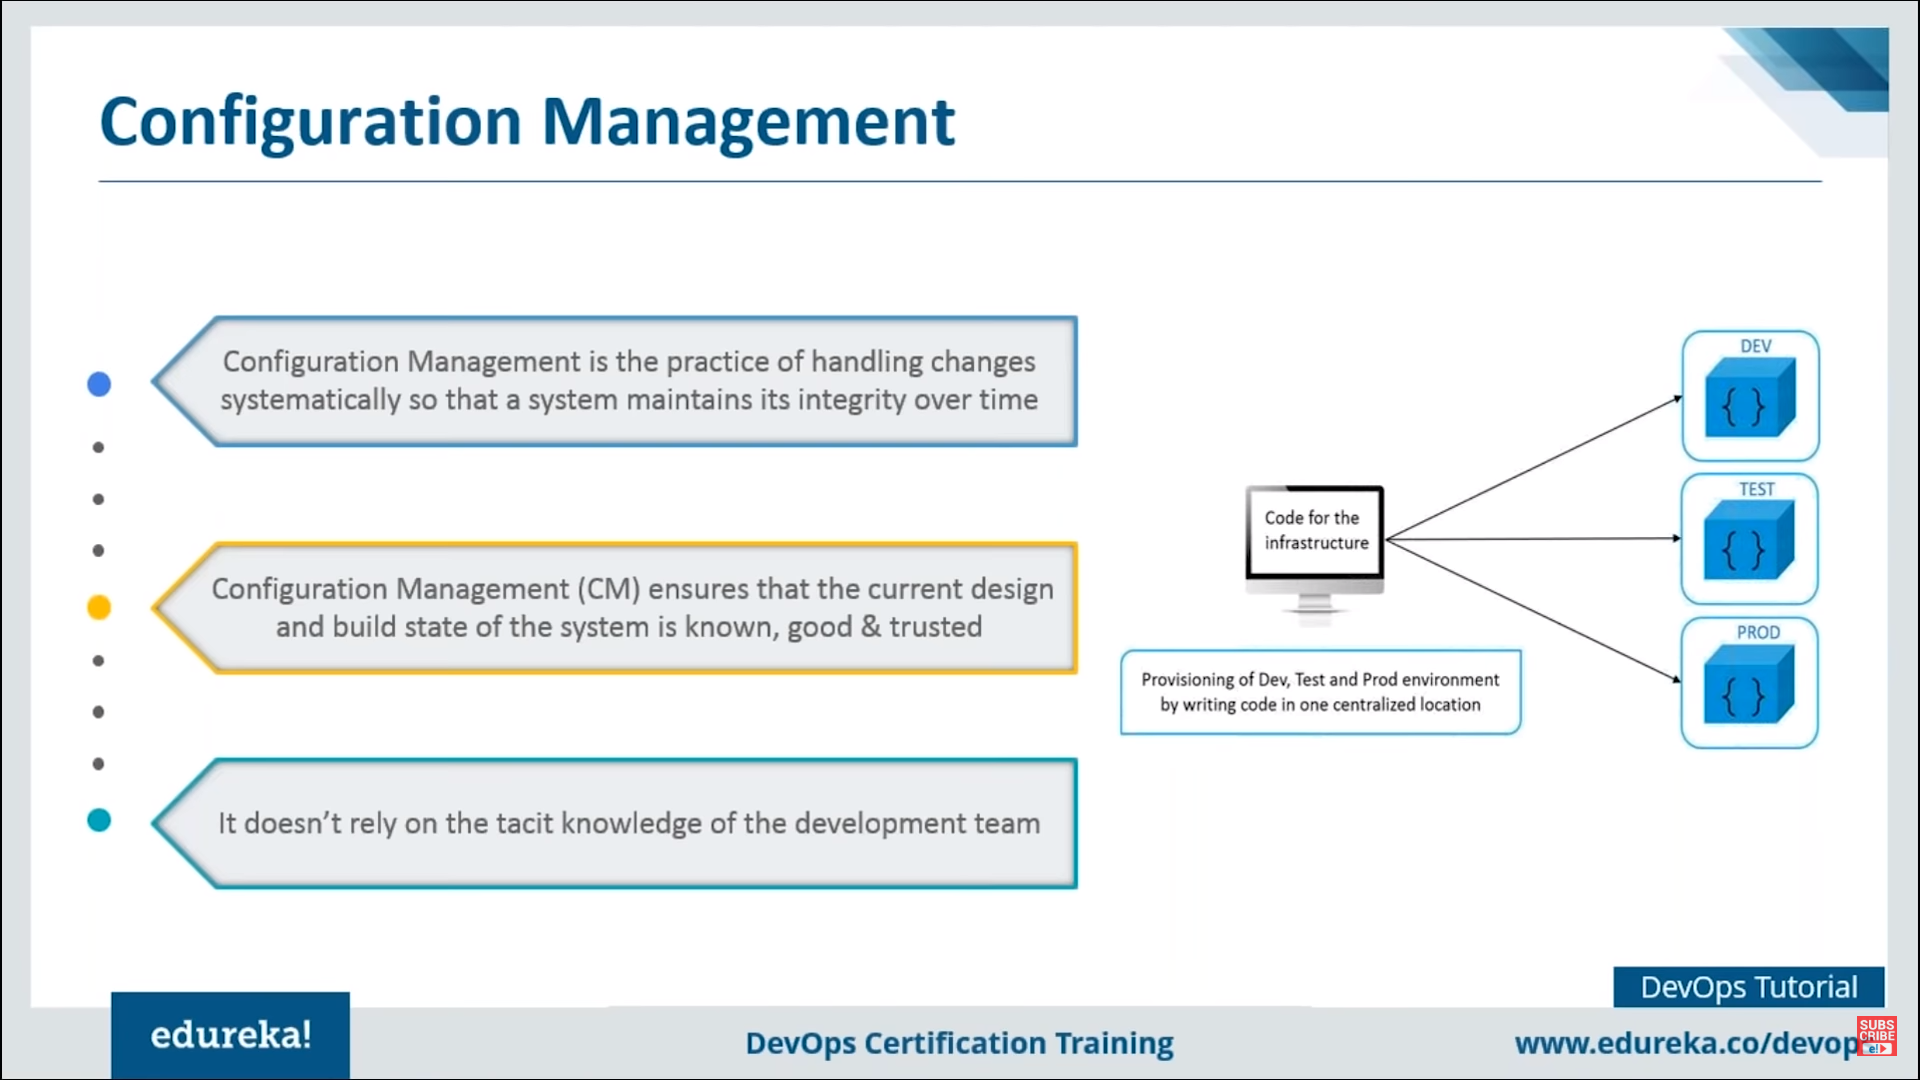 Configuration Management
Configuration Management is the practice of handling changes
systematically so that a system maintains its integrity over time
Configuration Management (CM) ensures that the current design
and build state of the system is known, good & trusted
It doesn’t rely on the tacit knowledge of the development team
Code for the
infrastructure
Provisioning of Dev, Test and Prod environment
by writing code in one centralized location
DEV
{ }
TEST
{ }
PROD
{ }
DevOps Tutorial
edureka!
DevOps Certification Training
www.edureka.co/devop
SUBS
CRIBE
e!